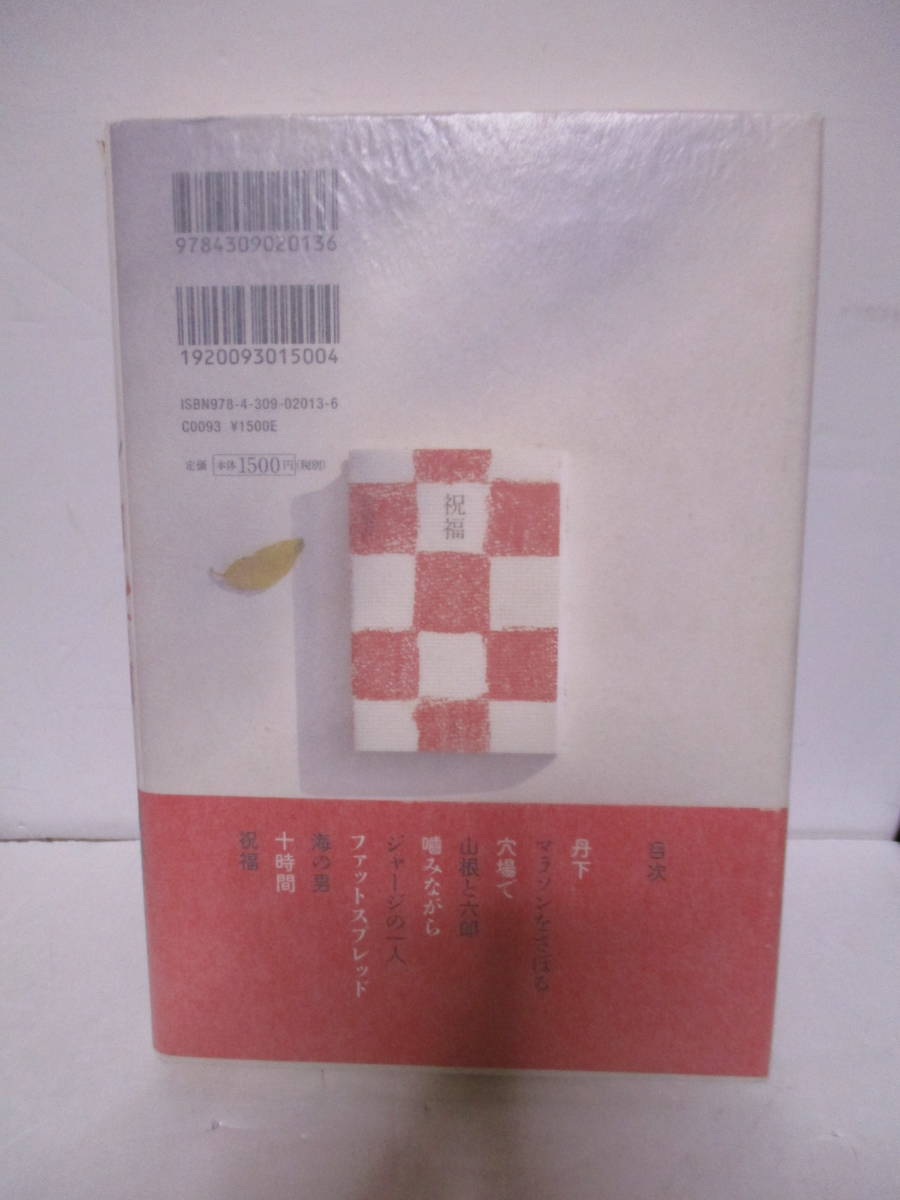 9784309020136
1920093015004
ISBN978-4-309-02013-6
C0093 ¥1500E
定価 本体1500円(税別)
祝福
目次
丹下
マラソンをさぼる
穴場で
山根と六郎
嚙みながら
ジャージの一人
ファットスプレッド
海の男
十時間
祝福